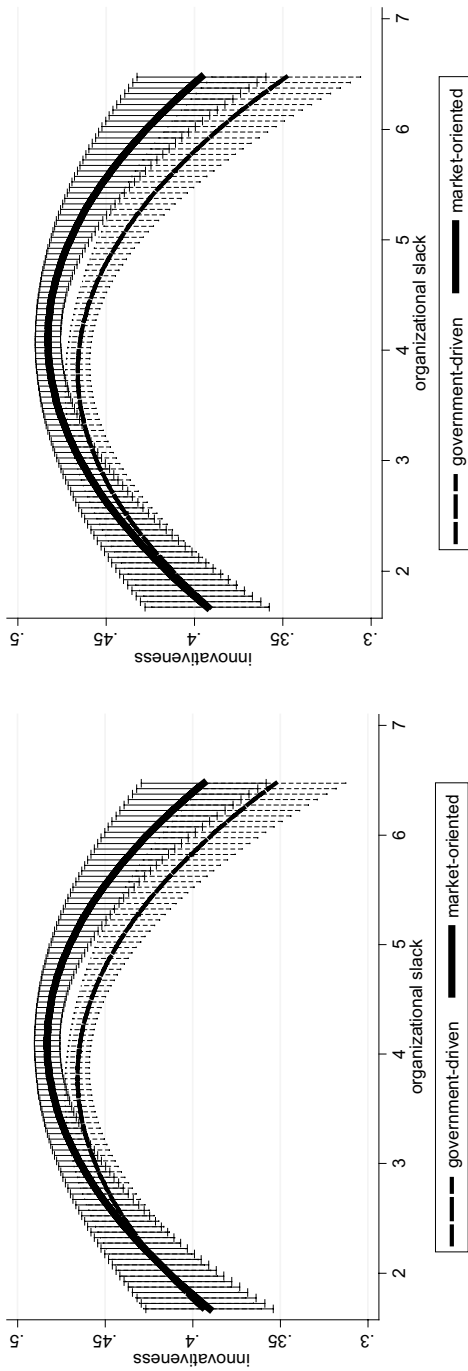 .5
.45
.4
.35
.3
innovativeness
2
3
4
5
6
7
organizational slack
government-driven
market-oriented
.5
.45
.4
.35
.3
innovativeness
2
3
4
5
6
7
organizational slack
government-driven
market-oriented